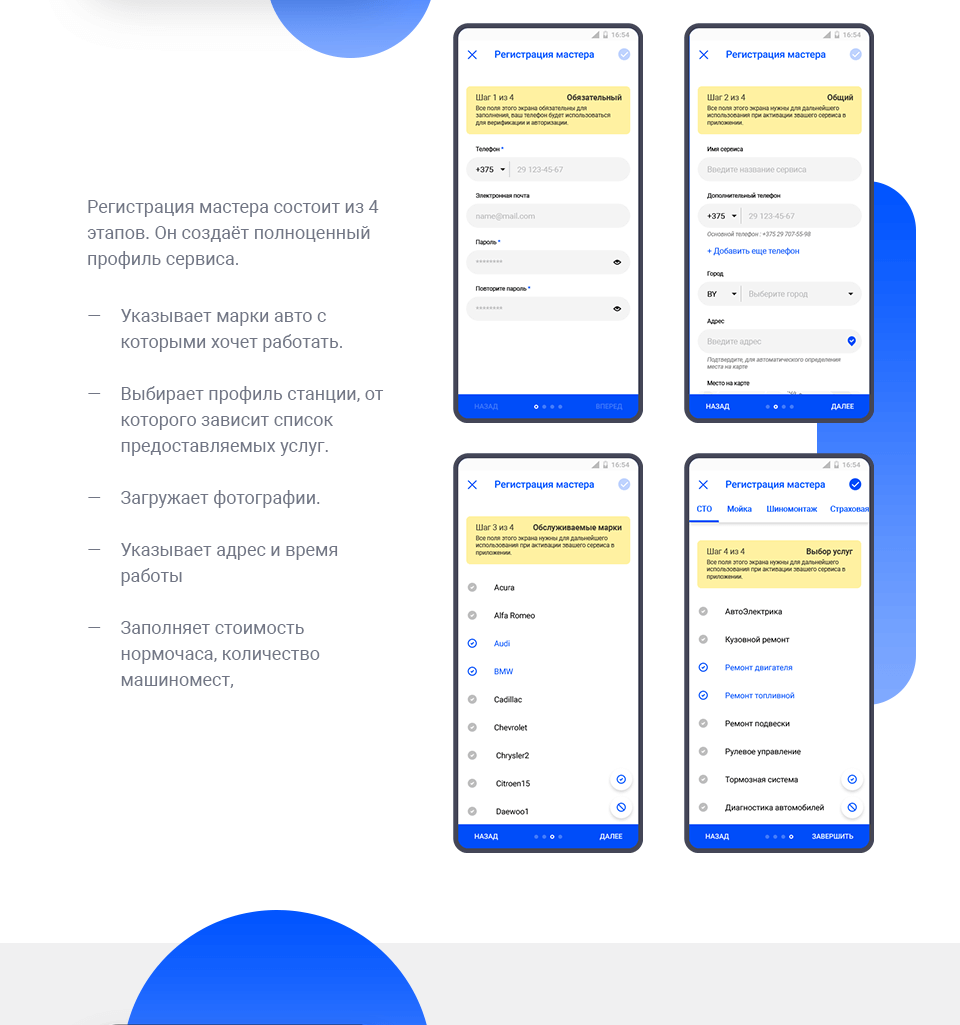 Регистрация мастера состоит из 4
этапов. Он создаёт полноценный
профиль сервиса.
— Указывает марки авто с
которыми хочет работать.
— Выбирает профиль станции, от
которого зависит список
предоставляемых услуг.
— Загружает фотографии.
— Указывает адрес и время
работы
— Заполняет стоимость
нормочаса, количество
машиномест,
16:54
Регистрация мастера
Шаг 1 из 4 Обязательный
Все поля этого экрана обязательны для
заполнения, ваш телефон будет использоваться
для верификации и авторизации.
Телефон *
+375 29 123-45-67
Электронная почта
name@mail.com
Пароль *
********
Повторите пароль *
********
НАЗАД ВПЕРЕД
16:54
Регистрация мастера
Шаг 2 из 4 Общий
Все поля этого экрана нужны для дальнейшего
использования при активации зващего сервиса в
приложении.
Имя сервиса
Введите название сервиса
Дополнительный телефон
+375 29 123-45-67
Основной телефон : +375 29 707-55-98
+ Добавить еще телефон
Город
BY Выберите город
Адрес
Введите адрес
Подтвердите, для автоматического определения
места на карте
Место на карте
НАЗАД ДАЛЕЕ
16:54
Регистрация мастера
Шаг 3 из 4 Обслуживаемые марки
Все поля этого экрана нужны для дальнейшего
использования при активации зващего сервиса в
приложении.
Acura
Alfa Romeo
Audi
BMW
Cadillac
Chevrolet
Chrysler2
Citroen15
Daewoo1
НАЗАД ДАЛЕЕ
16:54
Регистрация мастера
СТО Мойка Шиномонтаж Страховая
Шаг 4 из 4 Выбор услуг
Все поля этого экрана нужны для дальнейшего
использования при активации зващего сервиса в
приложении.
АвтоЭлектрика
Кузовной ремонт
Ремонт двигателя
Ремонт топливной
Ремонт подвески
Рулевое управление
Тормозная система
Диагностика автомобилей
НАЗАД ЗАВЕРШИТЬ